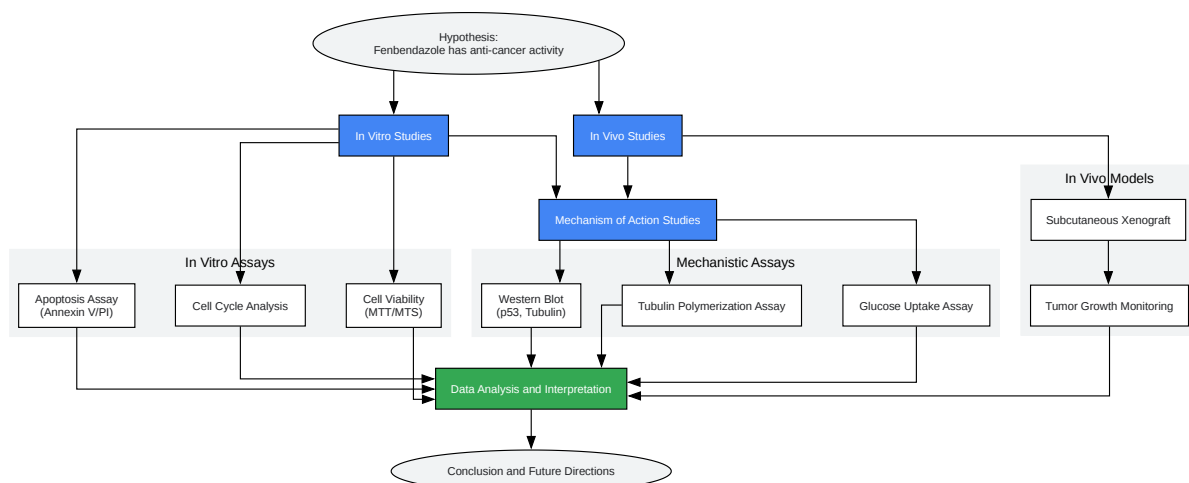 Hypothesis:
Fenbendazole has anti-cancer activity
In Vitro Studies
In Vivo Studies
In Vivo Models
Mechanism of Action Studies
Subcutaneous Xenograft
In Vitro Assays
Mechanistic Assays
Apoptosis Assay
(Annexin V/PI)
Cell Cycle Analysis
Cell Viability
(MTT/MTS)
Western Blot
(p53, Tubulin)
Tubulin Polymerization Assay
Glucose Uptake Assay
Tumor Growth Monitoring
Data Analysis and Interpretation
Conclusion and Future Directions